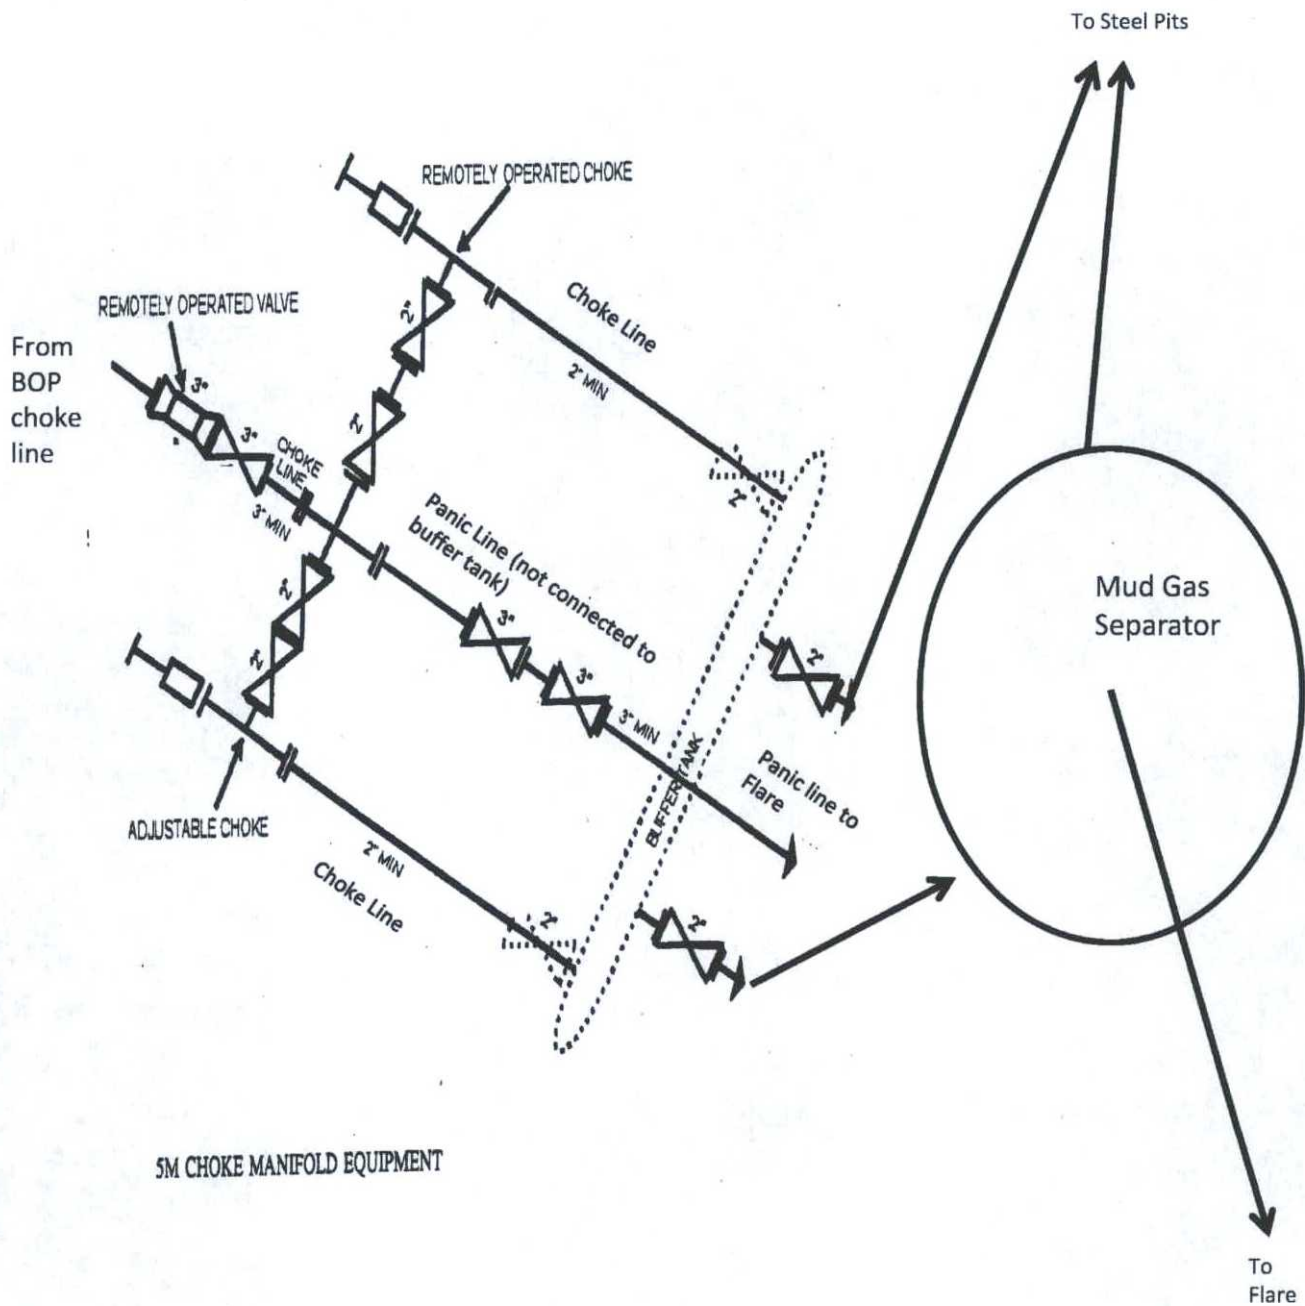 To Steel Pits
REMOTELY OPERATED CHOKE
REMOTELY OPERATED VALVE
From
BOP
choke
line
3"
3"
CHOKE
LINE
3" MIN
2"
2"
2"
2"
Choke Line
2" MIN
2"
Panic Line (not connected to
buffer tank)
3"
3"
3" MIN
BUFFER TANK
2"
Panic line to
Flare
Mud Gas
Separator
ADJUSTABLE CHOKE
2" MIN
Choke Line
2"
2"
5M CHOKE MANIFOLD EQUIPMENT
To
Flare